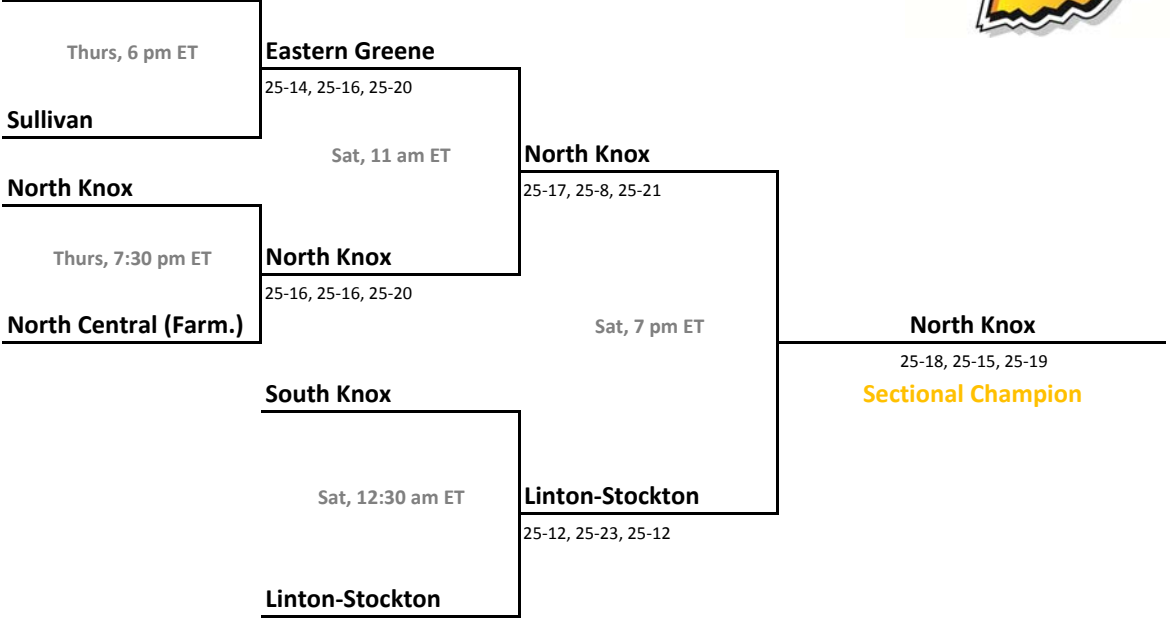 Thurs, 6 pm ET
Eastern Greene
25-14, 25-16, 25-20
Sullivan
Sat, 11 am ET
North Knox
25-17, 25-8, 25-21
North Knox
Thurs, 7:30 pm ET
North Knox
25-16, 25-16, 25-20
North Central (Farm.)
Sat, 7 pm ET
North Knox
25-18, 25-15, 25-19
Sectional Champion
South Knox
Sat, 12:30 am ET
Linton-Stockton
25-12, 25-23, 25-12
Linton-Stockton